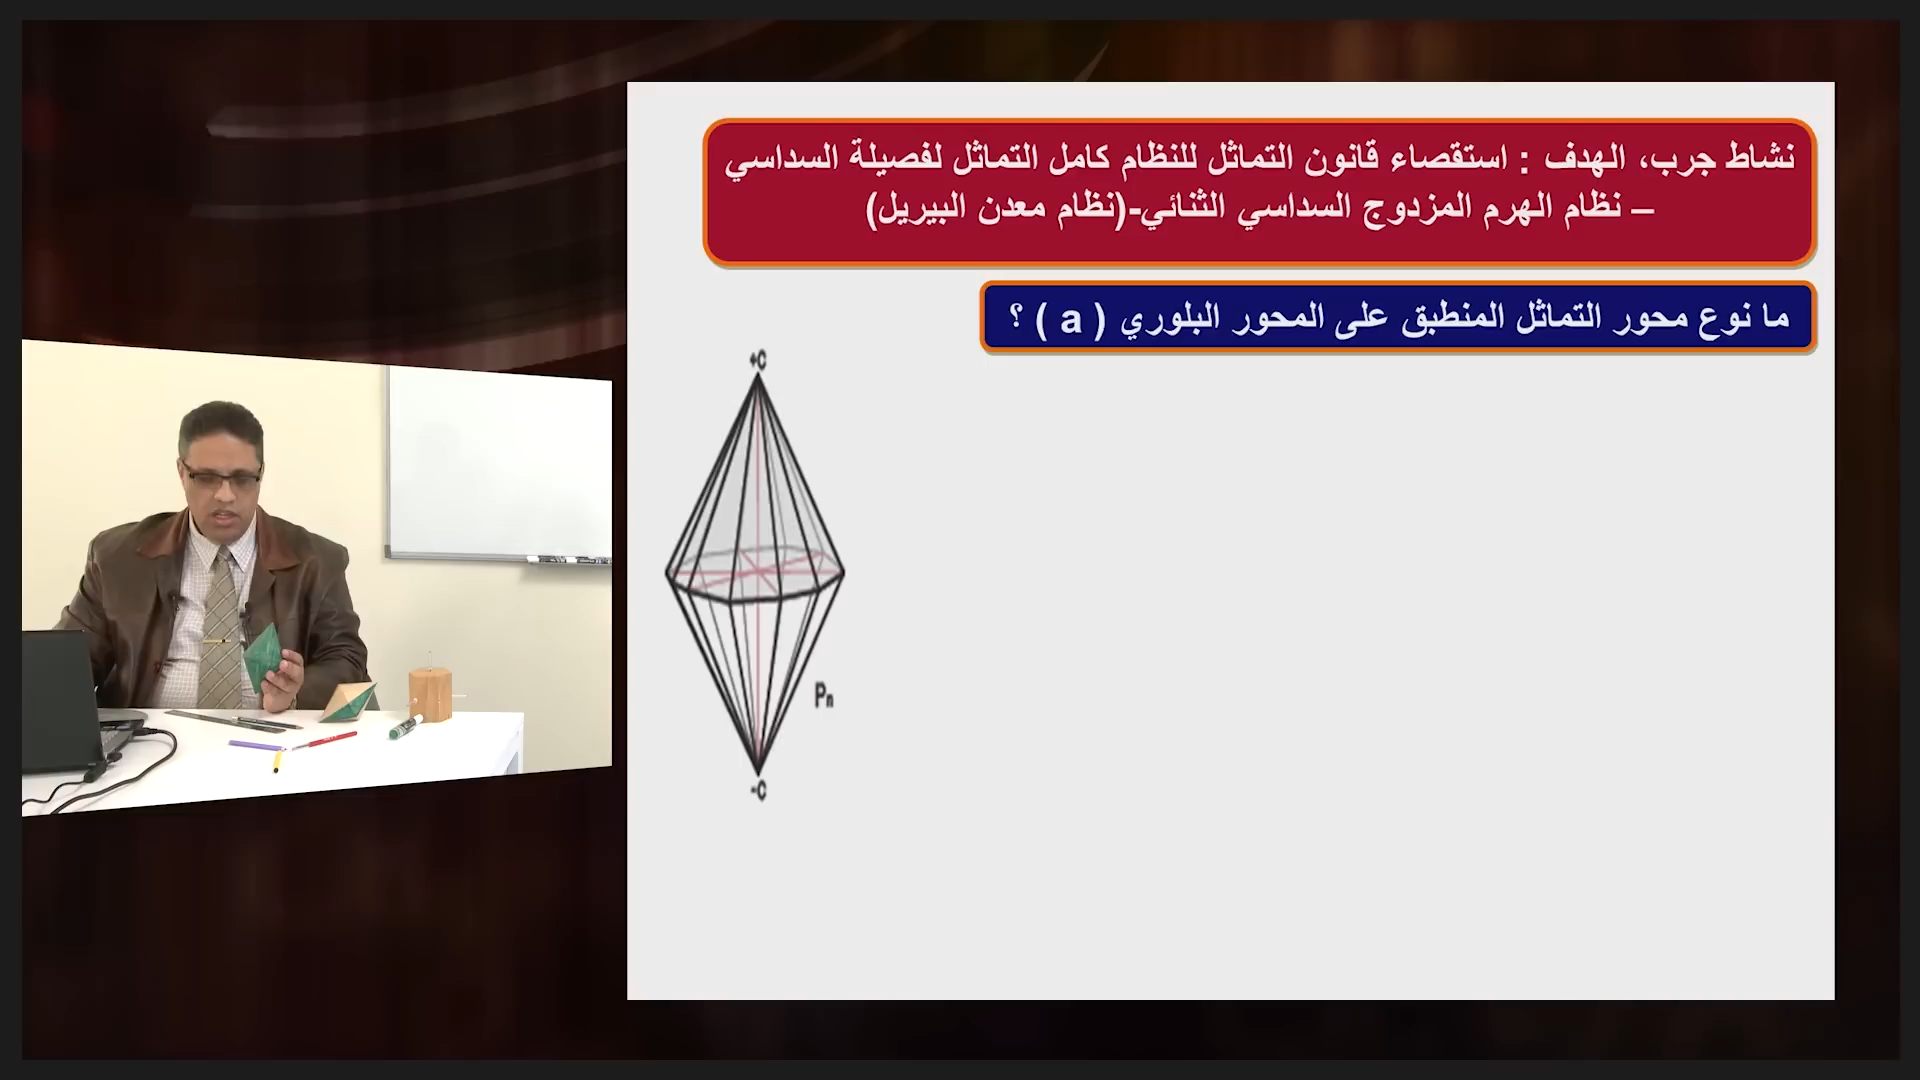 نشاط جرب، الهدف : استقصاء قانون التماثل للنظام كامل التماثل لفصيلة السداسي
– نظام الهرم المزدوج السداسي الثنائي-(نظام معدن البيريل)
ما نوع محور التماثل المنطبق على المحور البلوري ( a ) ؟
+C
Pn
-C